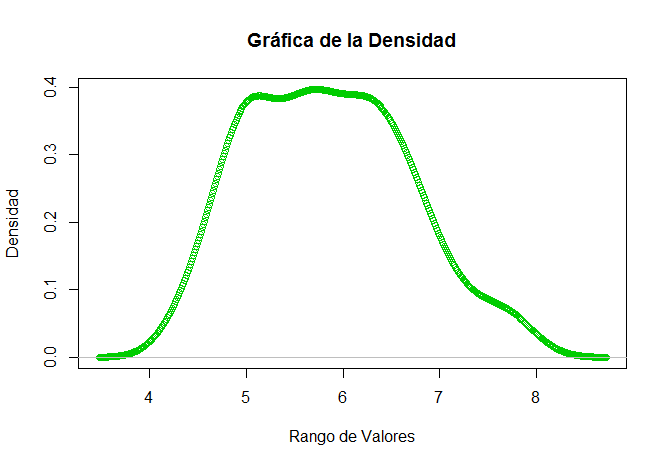 Gráfica de la Densidad
Densidad
0.4
0.3
0.2
0.1
0.0
4 5 6 7 8
Rango de Valores